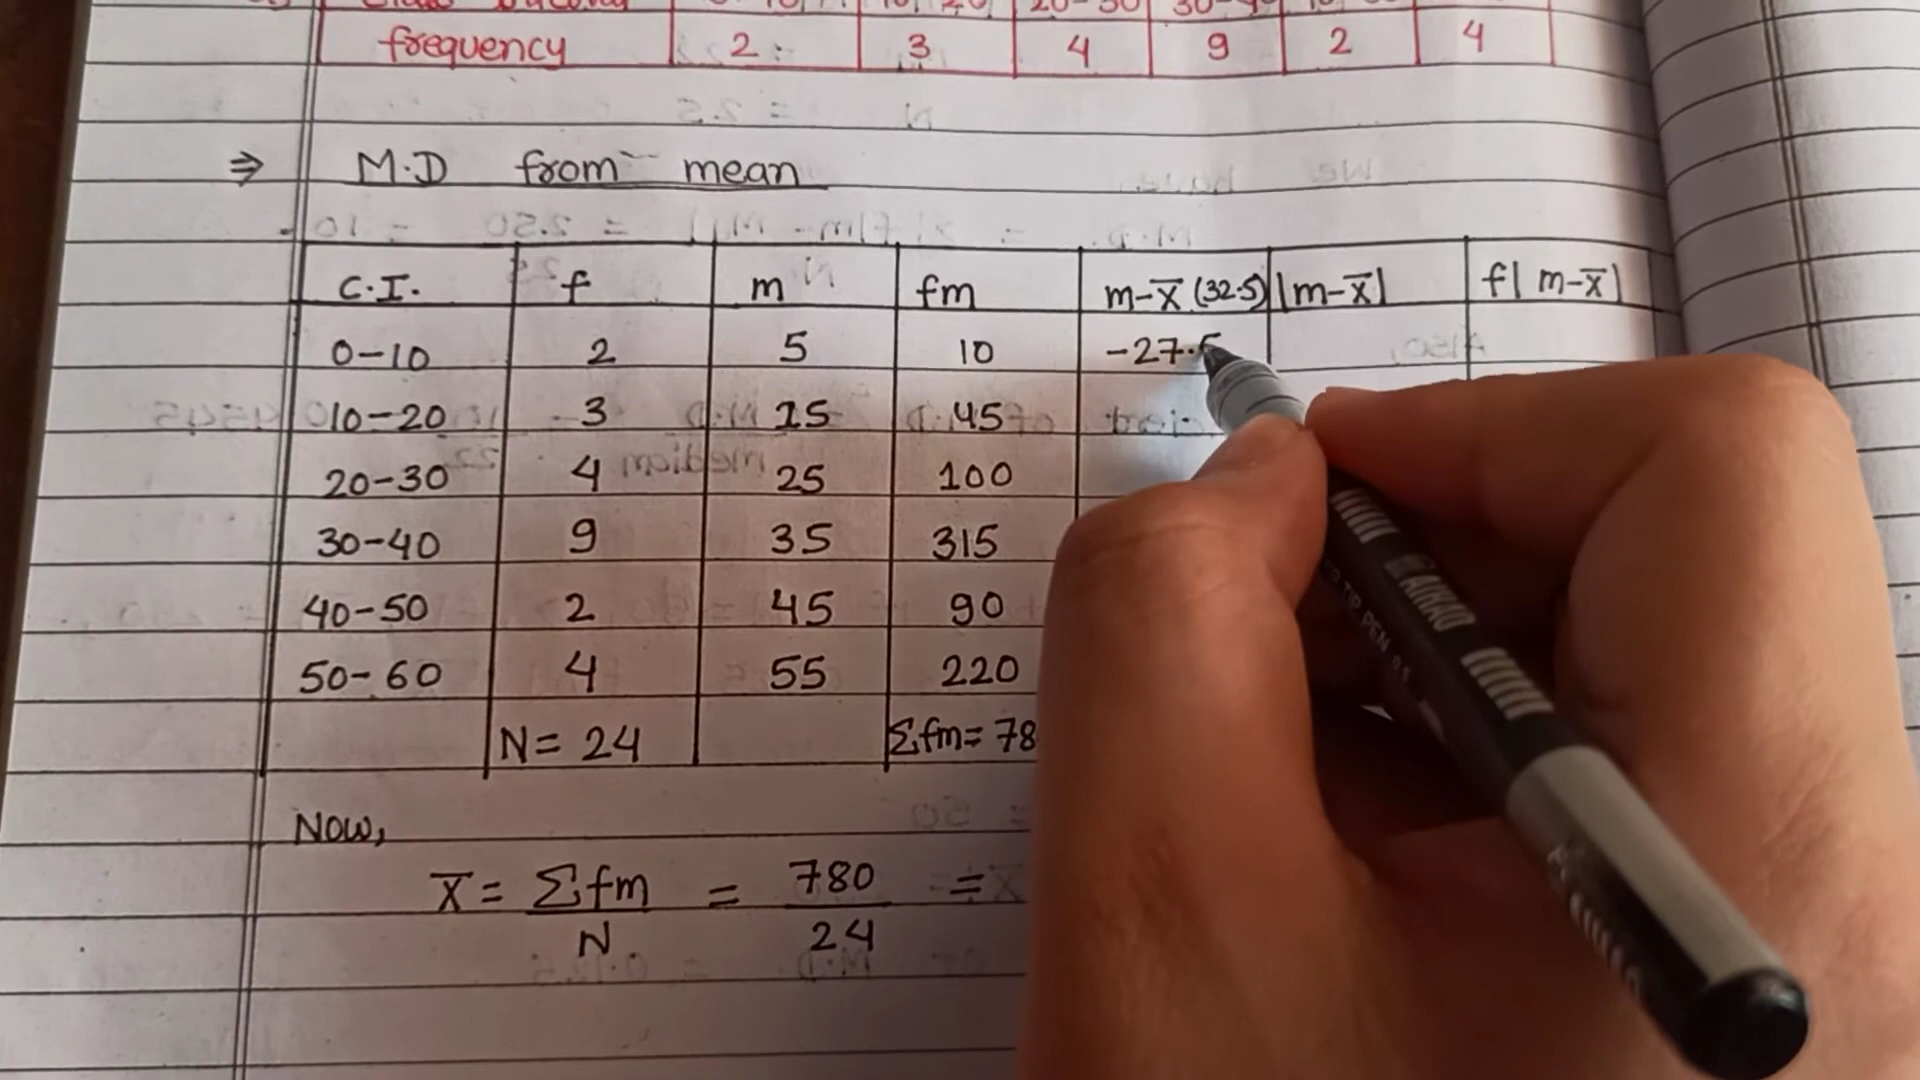 frequency 2 3 4 9 2 4
⇒ M.D from mean
C.I. f m fm m-x̅ (32.5) |m-x̅| f| m-x̅|
0-10 2 5 10 -27.5
10-20 3 15 45
20-30 4 25 100
30-40 9 35 315
40-50 2 45 90
50-60 4 55 220
N= 24 Σfm= 78
Now,
X̅ = Σfm / N = 780 / 24 =